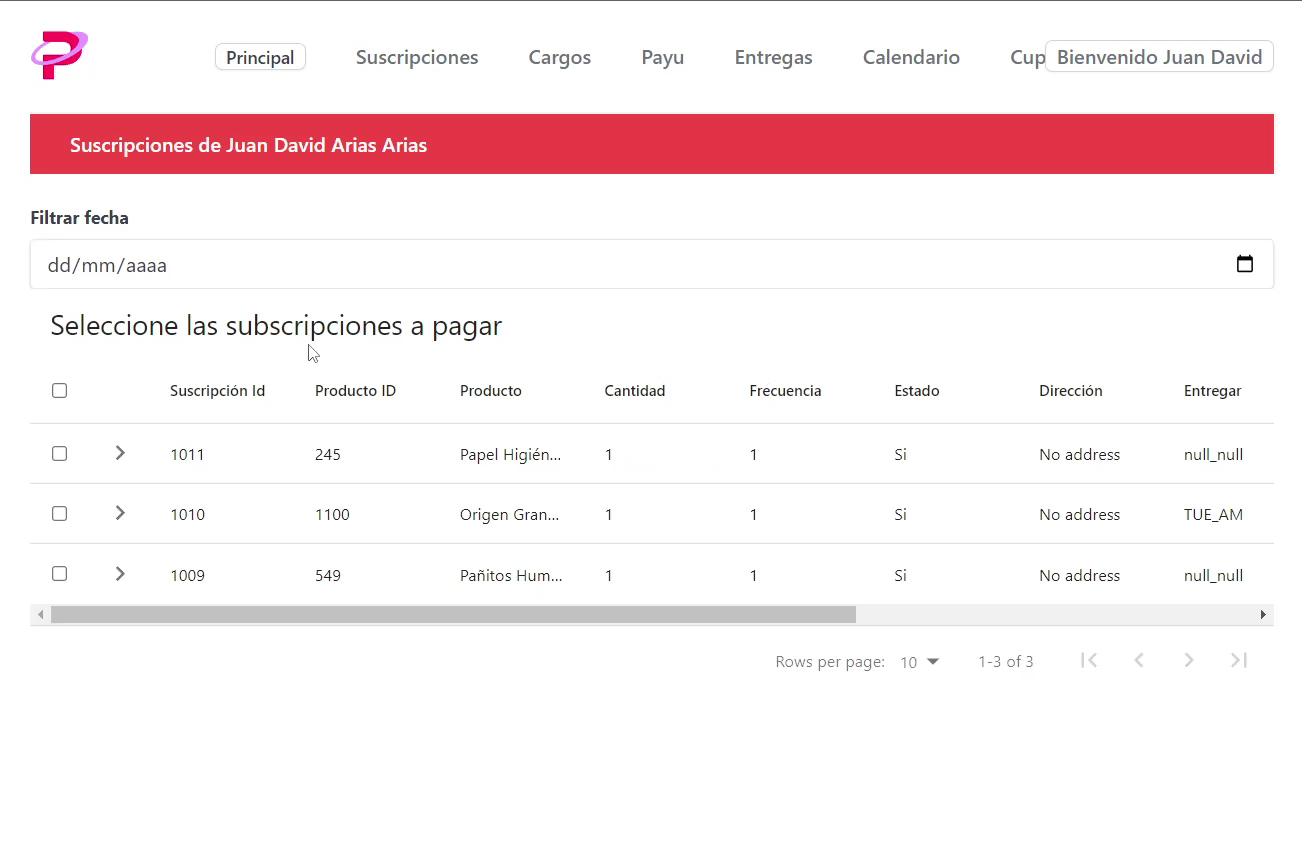 P
Principal Suscripciones Cargos Payu Entregas Calendario Cup Bienvenido Juan David
Suscripciones de Juan David Arias Arias
Filtrar fecha
dd/mm/aaaa
Seleccione las subscripciones a pagar
Suscripción Id Producto ID Producto Cantidad Frecuencia Estado Dirección Entregar
1011 245 Papel Higién... 1 1 Si No address null_null
1010 1100 Origen Gran... 1 1 Si No address TUE_AM
1009 549 Pañitos Hum... 1 1 Si No address null_null
Rows per page: 10 1-3 of 3